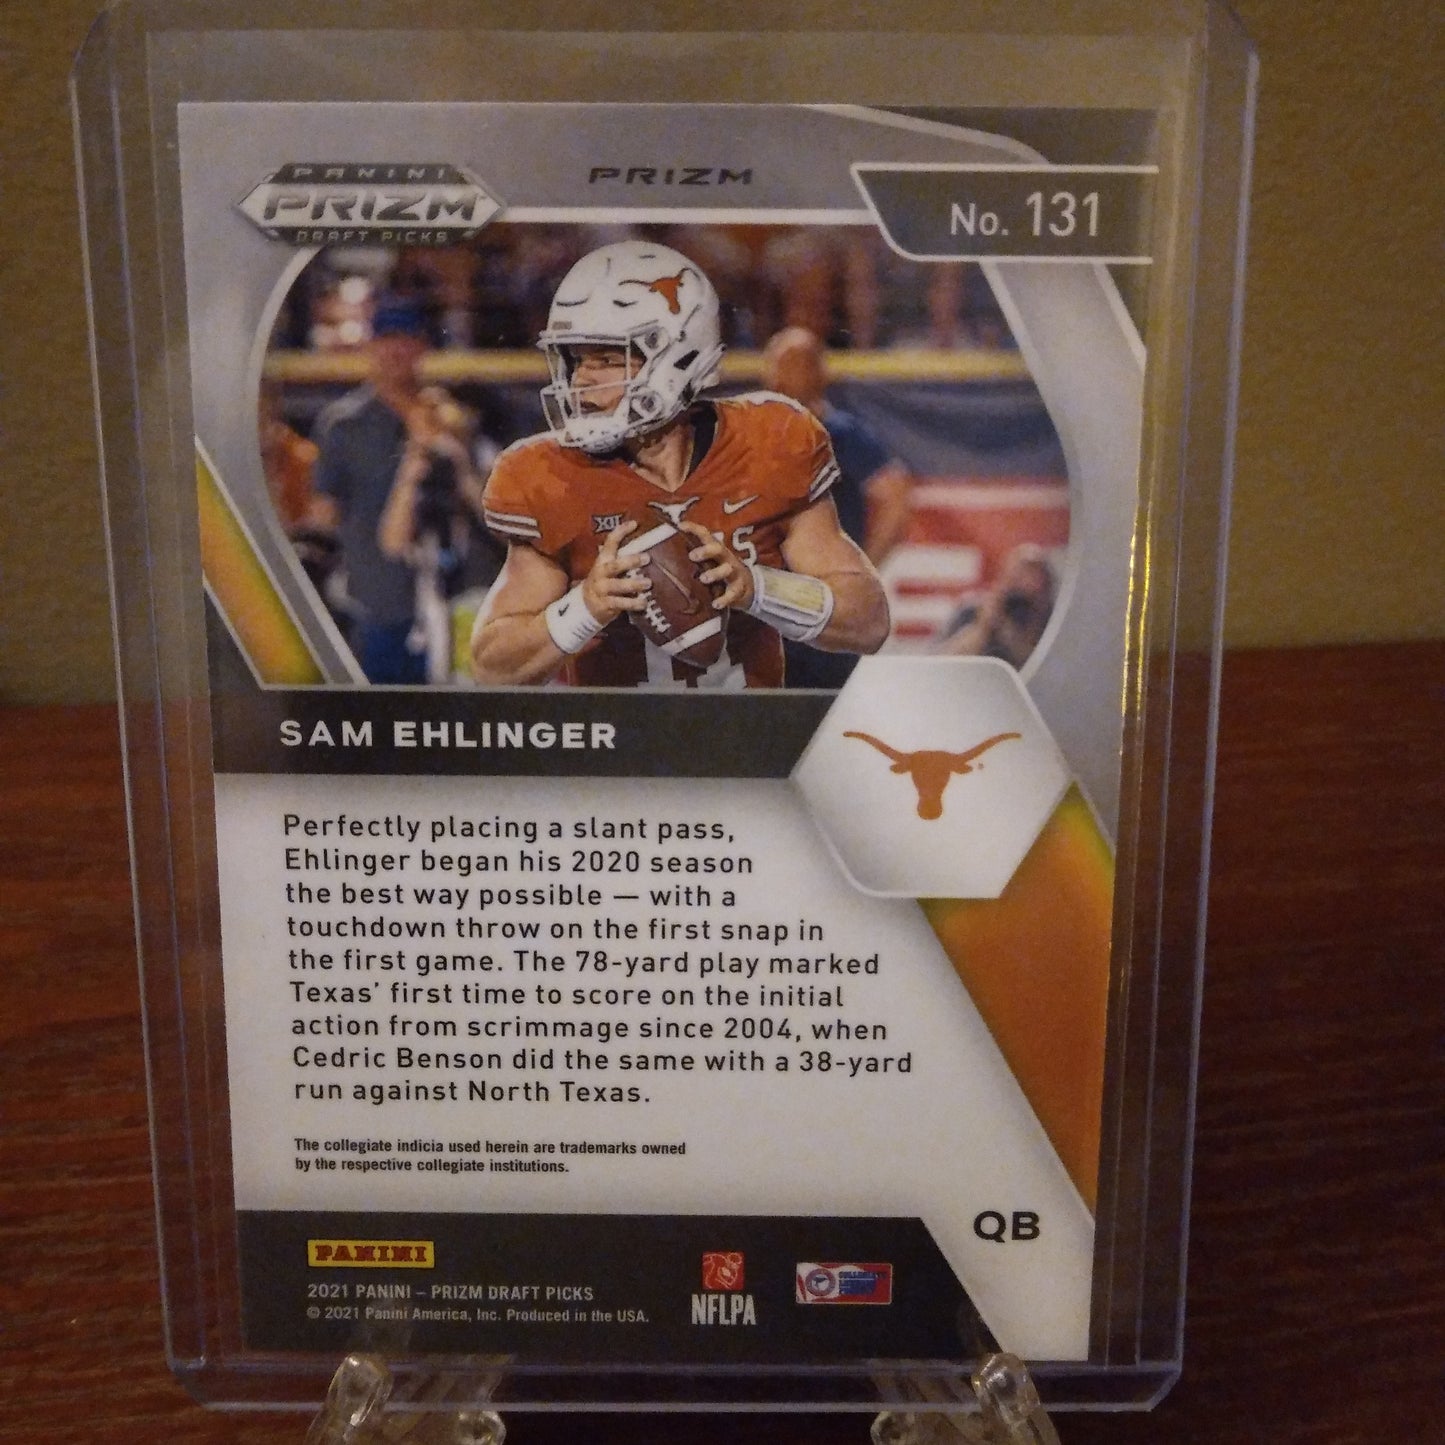 PANINI
PRIZM
DRAFT PICKS
PRIZM
No. 131
XII
SAM EHLINGER
Perfectly placing a slant pass,
Ehlinger began his 2020 season
the best way possible — with a
touchdown throw on the first snap in
the first game. The 78-yard play marked
Texas' first time to score on the initial
action from scrimmage since 2004, when
Cedric Benson did the same with a 38-yard
run against North Texas.
The collegiate indicia used herein are trademarks owned
by the respective collegiate institutions.
QB
PANINI
2021 PANINI – PRIZM DRAFT PICKS
© 2021 Panini America, Inc. Produced in the USA.
NFLPA